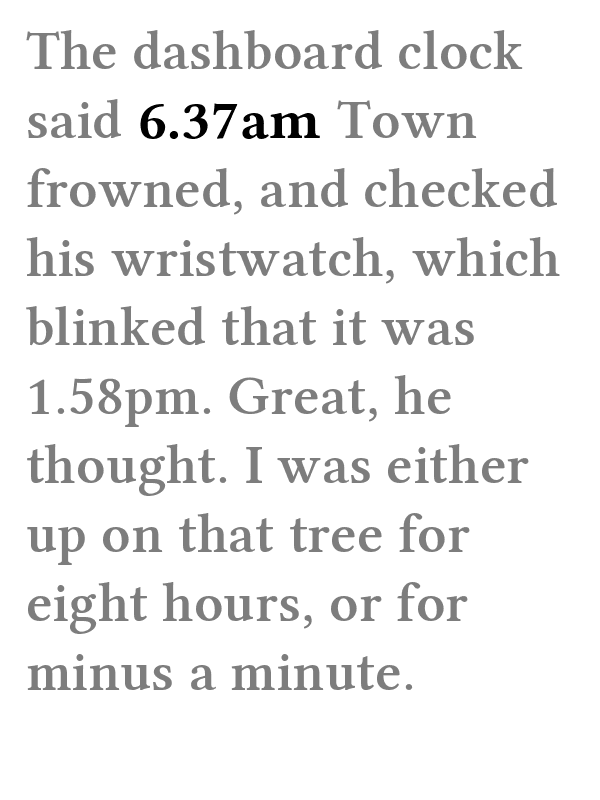 The dashboard clock
said 6.37am Town
frowned, and checked
his wristwatch, which
blinked that it was
1.58pm. Great, he
thought. I was either
up on that tree for
eight hours, or for
minus a minute.